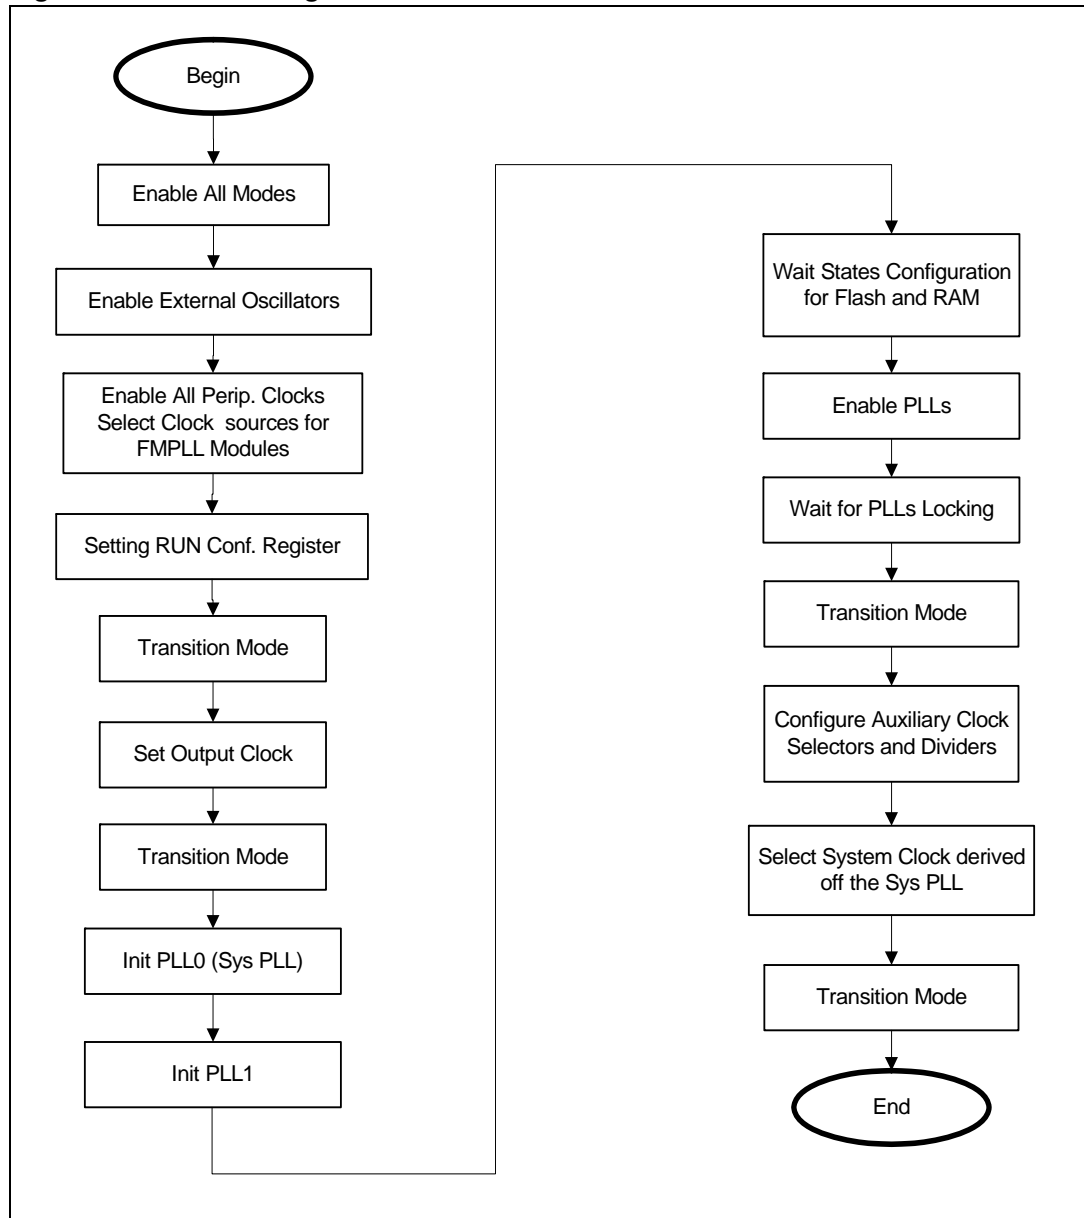 Begin
Enable All Modes
Enable External Oscillators
Enable All Perip. Clocks
Select Clock sources for
FMPLL Modules
Setting RUN Conf. Register
Transition Mode
Set Output Clock
Transition Mode
Init PLL0 (Sys PLL)
Init PLL1
Wait States Configuration
for Flash and RAM
Enable PLLs
Wait for PLLs Locking
Transition Mode
Configure Auxiliary Clock
Selectors and Dividers
Select System Clock derived
off the Sys PLL
Transition Mode
End